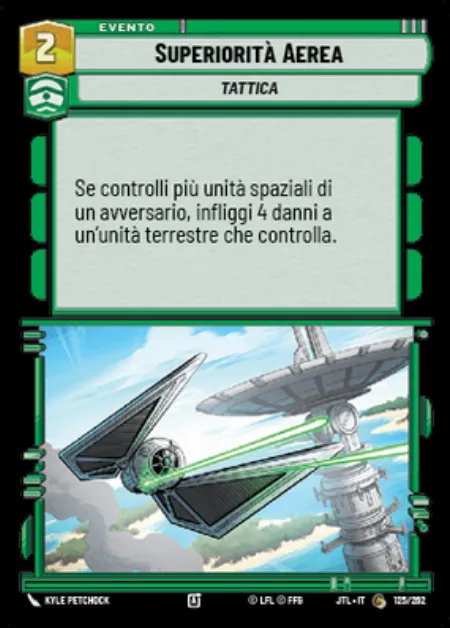 EVENTO
2
SUPERIORITÀ AEREA
TATTICA
Se controlli più unità spaziali di
un avversario, infliggi 4 danni a
un'unità terrestre che controlla.
KYLE PETCHOCK
© LFL © FFG
JTL • IT
125/262